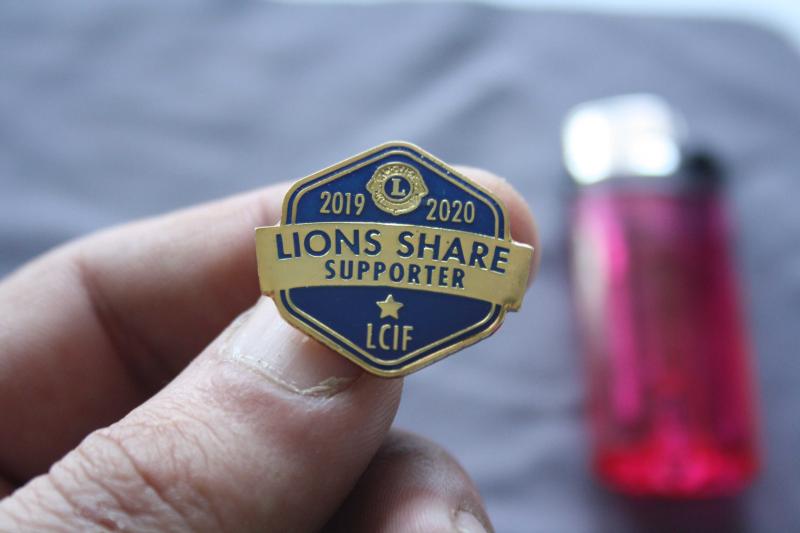 L
2019 2020
LIONS SHARE
SUPPORTER
LCIF